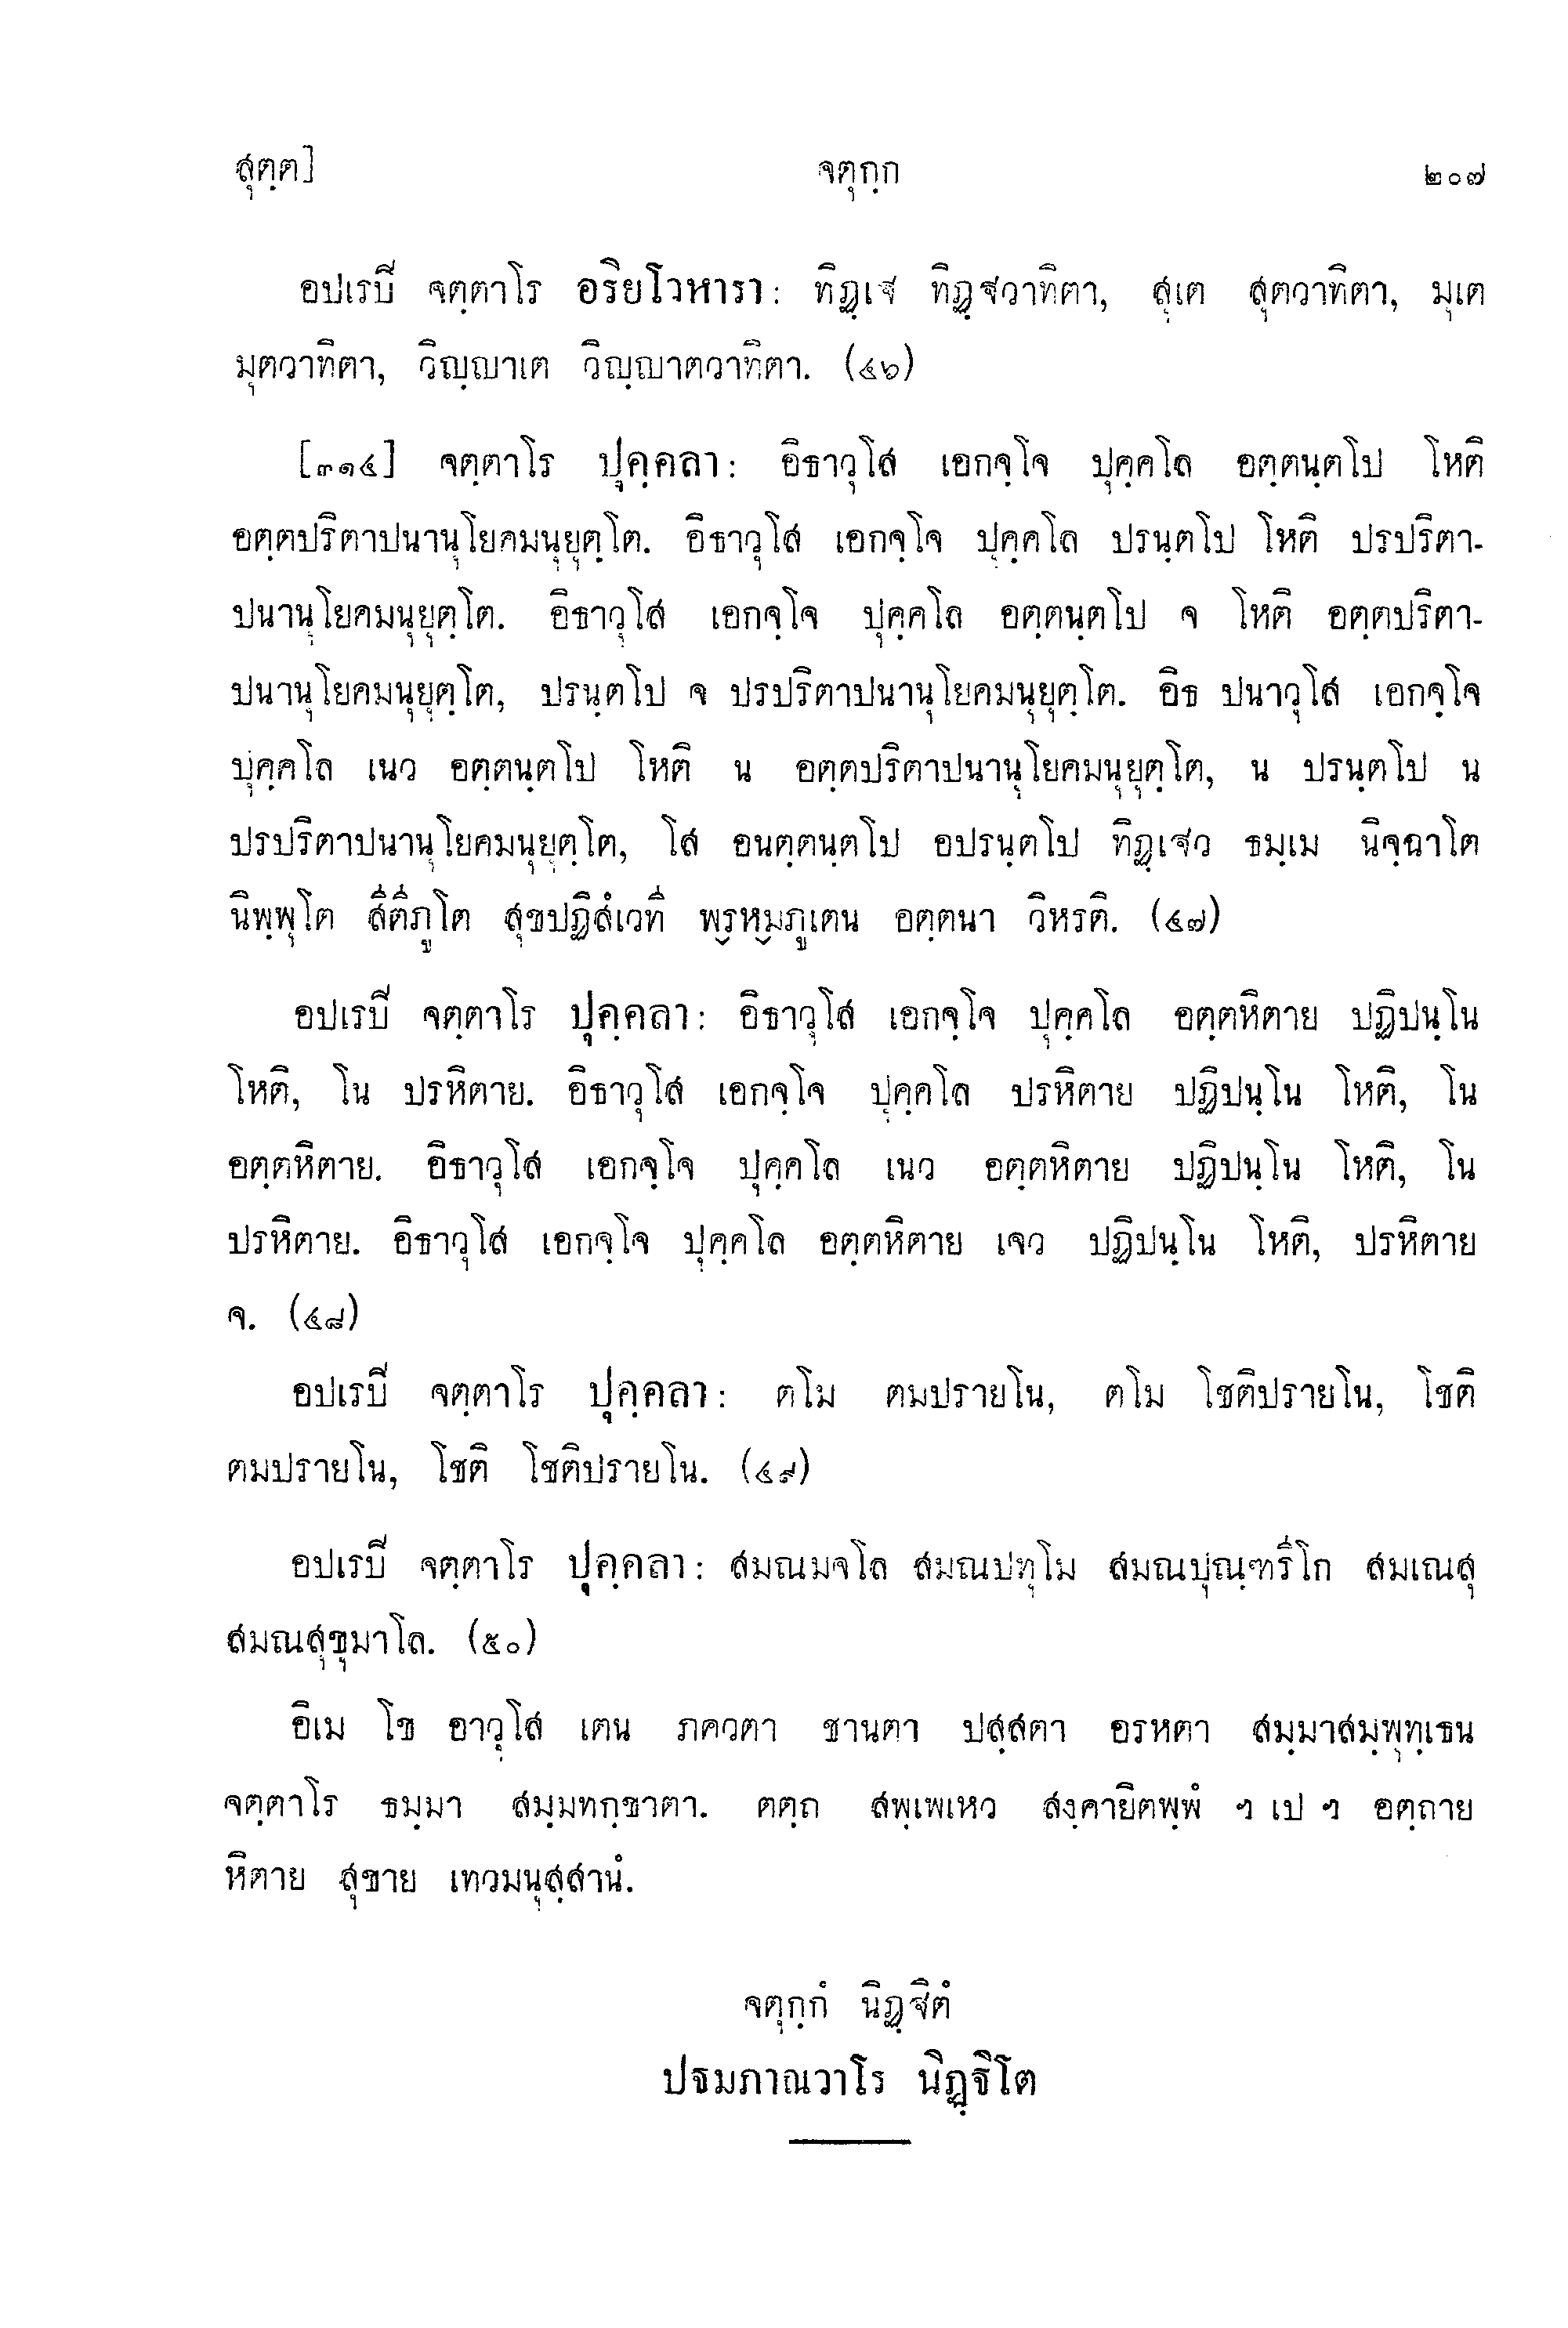 สุตฺต] จตุกฺก ๒๐๗
อปเรปี จตฺตาโร อริยโวหารา: ทิฏฺเฐ ทิฏฺฐวาทิตา, สุเต สุตวาทิตา, มุเต
มุตวาทิตา, วิญฺญาเต วิญฺญาตวาทิตา. (๔๖)
[๓๑๔] จตฺตาโร ปุคฺคลา: อิธาวุโส เอกจฺโจ ปุคฺคโล อตฺตนฺตโป โหติ
อตฺตปริตาปนานุโยคมนุยุตฺโต. อิธาวุโส เอกจฺโจ ปุคฺคโล ปรนฺตโป โหติ ปรปริตา-
ปนานุโยคมนุยุตฺโต. อิธาวุโส เอกจฺโจ ปุคฺคโล อตฺตนฺตโป จ โหติ อตฺตปริตา-
ปนานุโยคมนุยุตฺโต, ปรนฺตโป จ ปรปริตาปนานุโยคมนุยุตฺโต. อิธ ปนาวุโส เอกจฺโจ
ปุคฺคโล เนว อตฺตนฺตโป โหติ น อตฺตปริตาปนานุโยคมนุยุตฺโต, น ปรนฺตโป น
ปรปริตาปนานุโยคมนุยุตฺโต, โส อนตฺตนฺตโป อปรนฺตโป ทิฏฺเฐว ธมฺเม นิจฺฉาโต
นิพฺพุโต สีติภูโต สุขปฏิสํเวที พฺรหฺมภูเตน อตฺตนา วิหรติ. (๔๗)
อปเรปี จตฺตาโร ปุคฺคลา: อิธาวุโส เอกจฺโจ ปุคฺคโล อตฺตหิตาย ปฏิปนฺโน
โหติ, โน ปรหิตาย. อิธาวุโส เอกจฺโจ ปุคฺคโล ปรหิตาย ปฏิปนฺโน โหติ, โน
อตฺตหิตาย. อิธาวุโส เอกจฺโจ ปุคฺคโล เนว อตฺตหิตาย ปฏิปนฺโน โหติ, โน
ปรหิตาย. อิธาวุโส เอกจฺโจ ปุคฺคโล อตฺตหิตาย เจว ปฏิปนฺโน โหติ, ปรหิตาย
จ. (๔๘)
อปเรปี จตฺตาโร ปุคฺคลา: ตโม ตมปรายโน, ตโม โชติปรายโน, โชติ
ตมปรายโน, โชติ โชติปรายโน. (๔๙)
อปเรปี จตฺตาโร ปุคฺคลา: สมณมจโล สมณปทุโม สมณปุณฺฑรีโก สมเณสุ
สมณสุขุมาโล. (๕๐)
อิเม โข อาวุโส เตน ภควตา ชานตา ปสฺสตา อรหตา สมฺมาสมฺพุทฺเธน
จตฺตาโร ธมฺมา สมฺมทกฺขาตา. ตตฺถ สพฺเพเหว สงฺคายิตพฺพํ ฯ เป ฯ อตฺถาย
หิตาย สุขาย เทวมนุสฺสานํ.
จตุกฺกํ นิฏฺฐิตํ
ปฐมภาณวาโร นิฏฺฐิโต